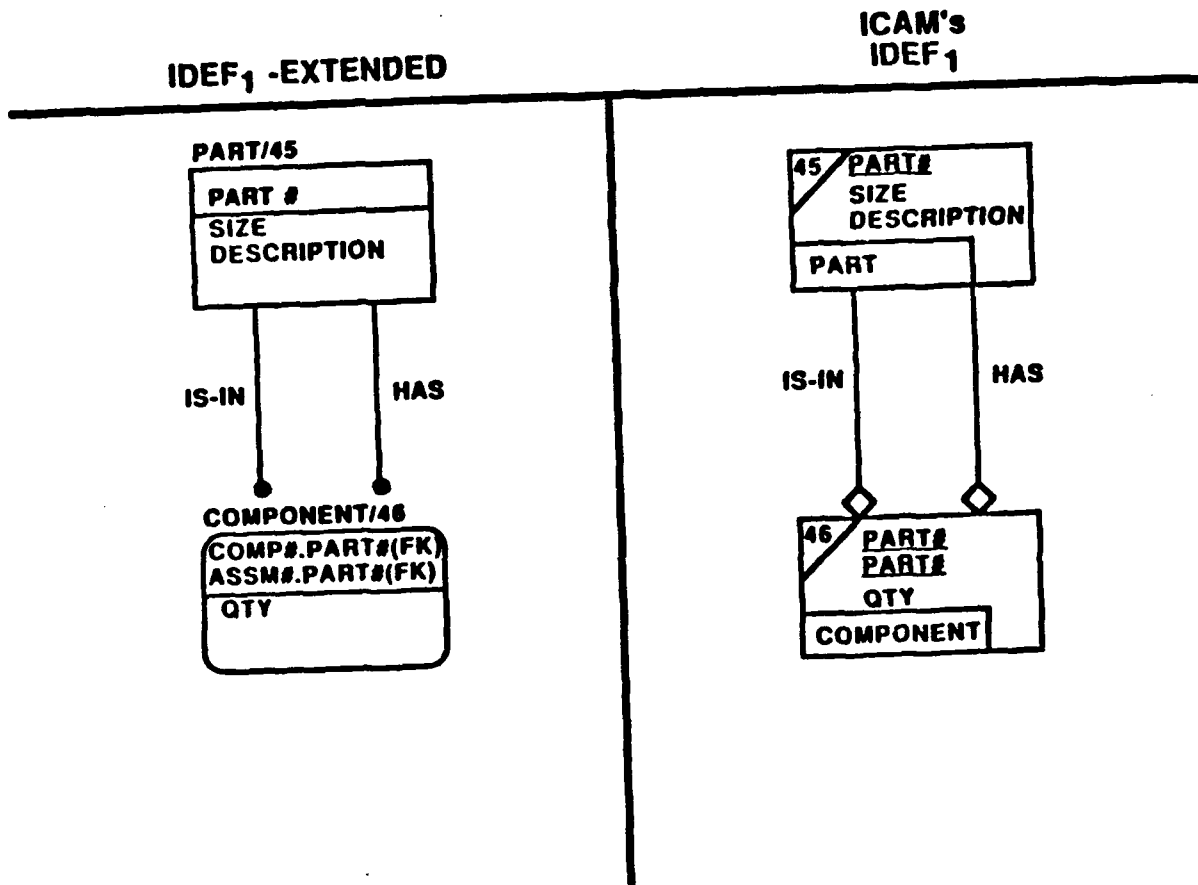 IDEF1 -EXTENDED
PART/45
PART #
SIZE
DESCRIPTION
IS-IN
HAS
COMPONENT/46
COMP#.PART#(FK)
ASSM#.PART#(FK)
QTY
ICAM's
IDEF1
45
PART#
SIZE
DESCRIPTION
PART
IS-IN
HAS
46
PART#
PART#
QTY
COMPONENT